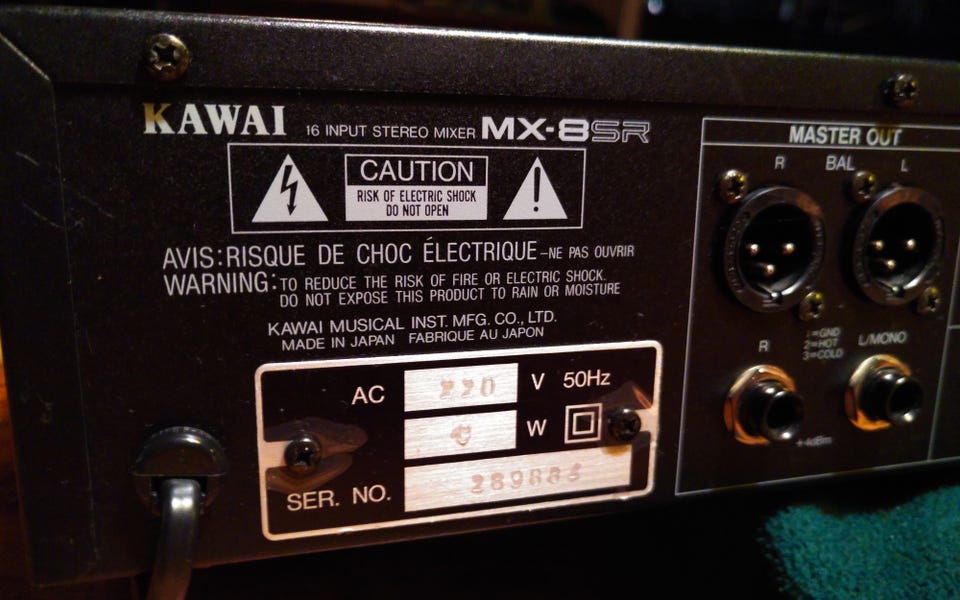 KAWAI 16 INPUT STEREO MIXER MX-8SR
CAUTION
RISK OF ELECTRIC SHOCK
DO NOT OPEN
AVIS:RISQUE DE CHOC ÉLECTRIQUE-NE PAS OUVRIR
WARNING:TO REDUCE THE RISK OF FIRE OR ELECTRIC SHOCK.
DO NOT EXPOSE THIS PRODUCT TO RAIN OR MOISTURE
KAWAI MUSICAL INST. MFG. CO., LTD.
MADE IN JAPAN FABRIQUE AU JAPON
AC 220 V 50Hz
W
SER. NO.
MASTER OUT
R BAL L
1=GND
2=HOT
3=COLD
R L/MONO
+4dBm